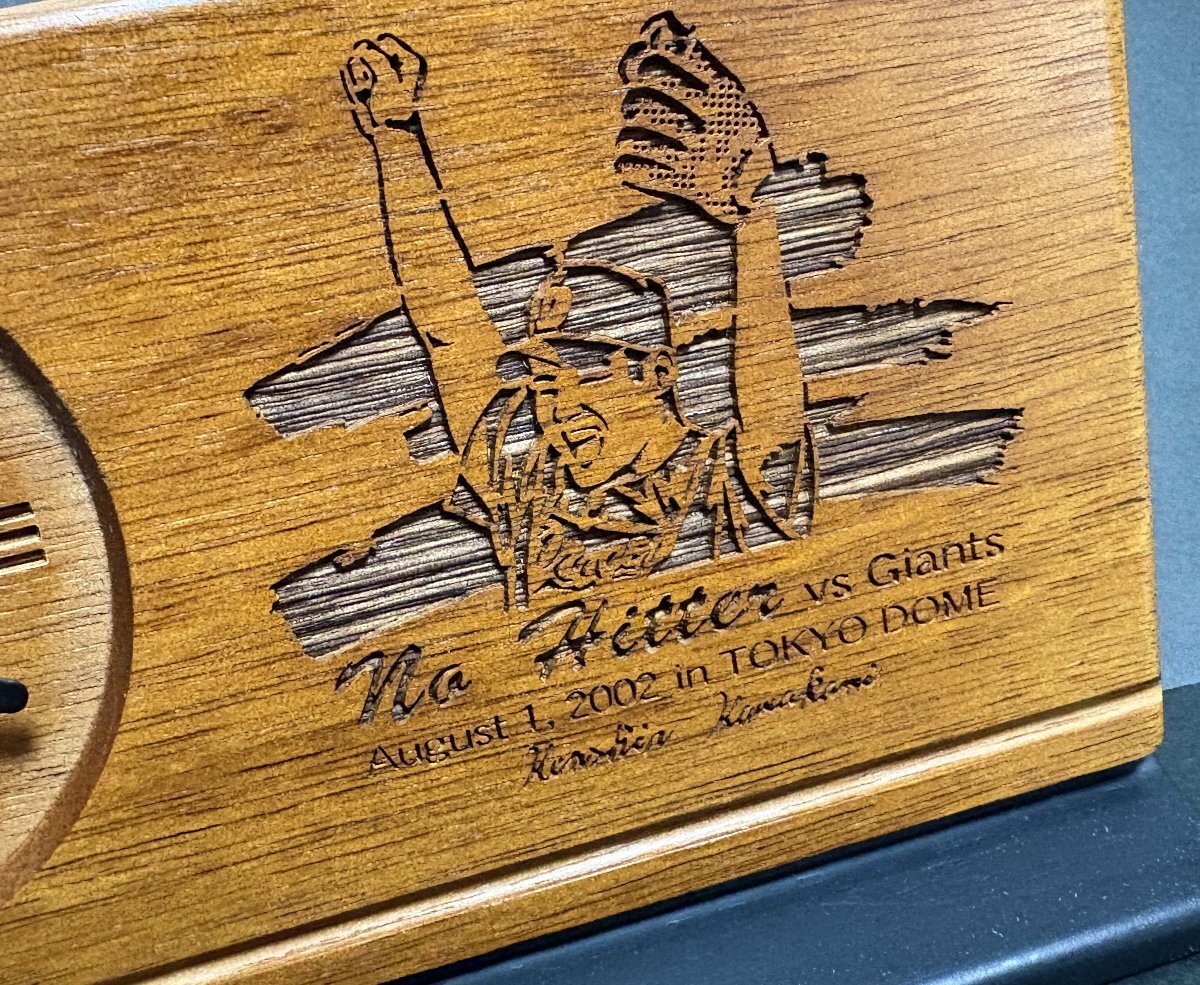 No Hitter vs Giants
August 1, 2002 in TOKYO DOME
Kenshin Kawakami